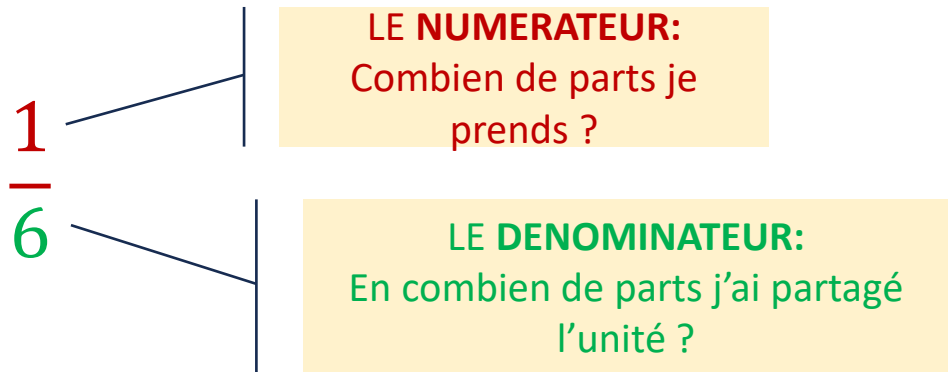 LE NUMERATEUR:
Combien de parts je
prends ?
1
6
LE DENOMINATEUR:
En combien de parts j’ai partagé
l’unité ?